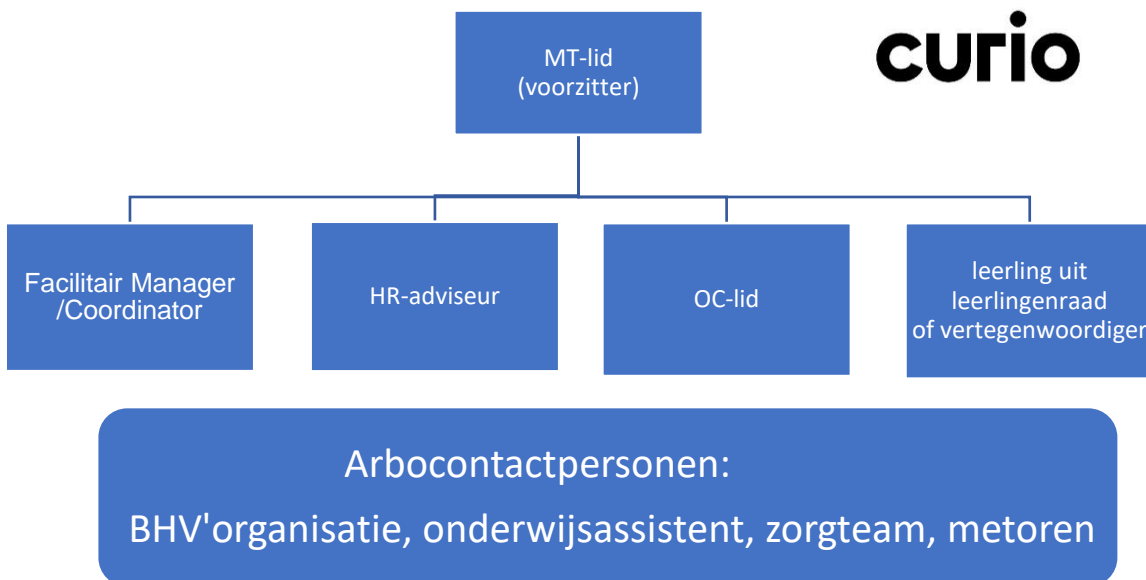 curio
MT-lid
(voorzitter)
Facilitair Manager
/Coordinator
HR-adviseur
OC-lid
leerling uit
leerlingenraad
of vertegenwoordiger
Arbocontactpersonen:
BHV'organisatie, onderwijsassistent, zorgteam, metoren